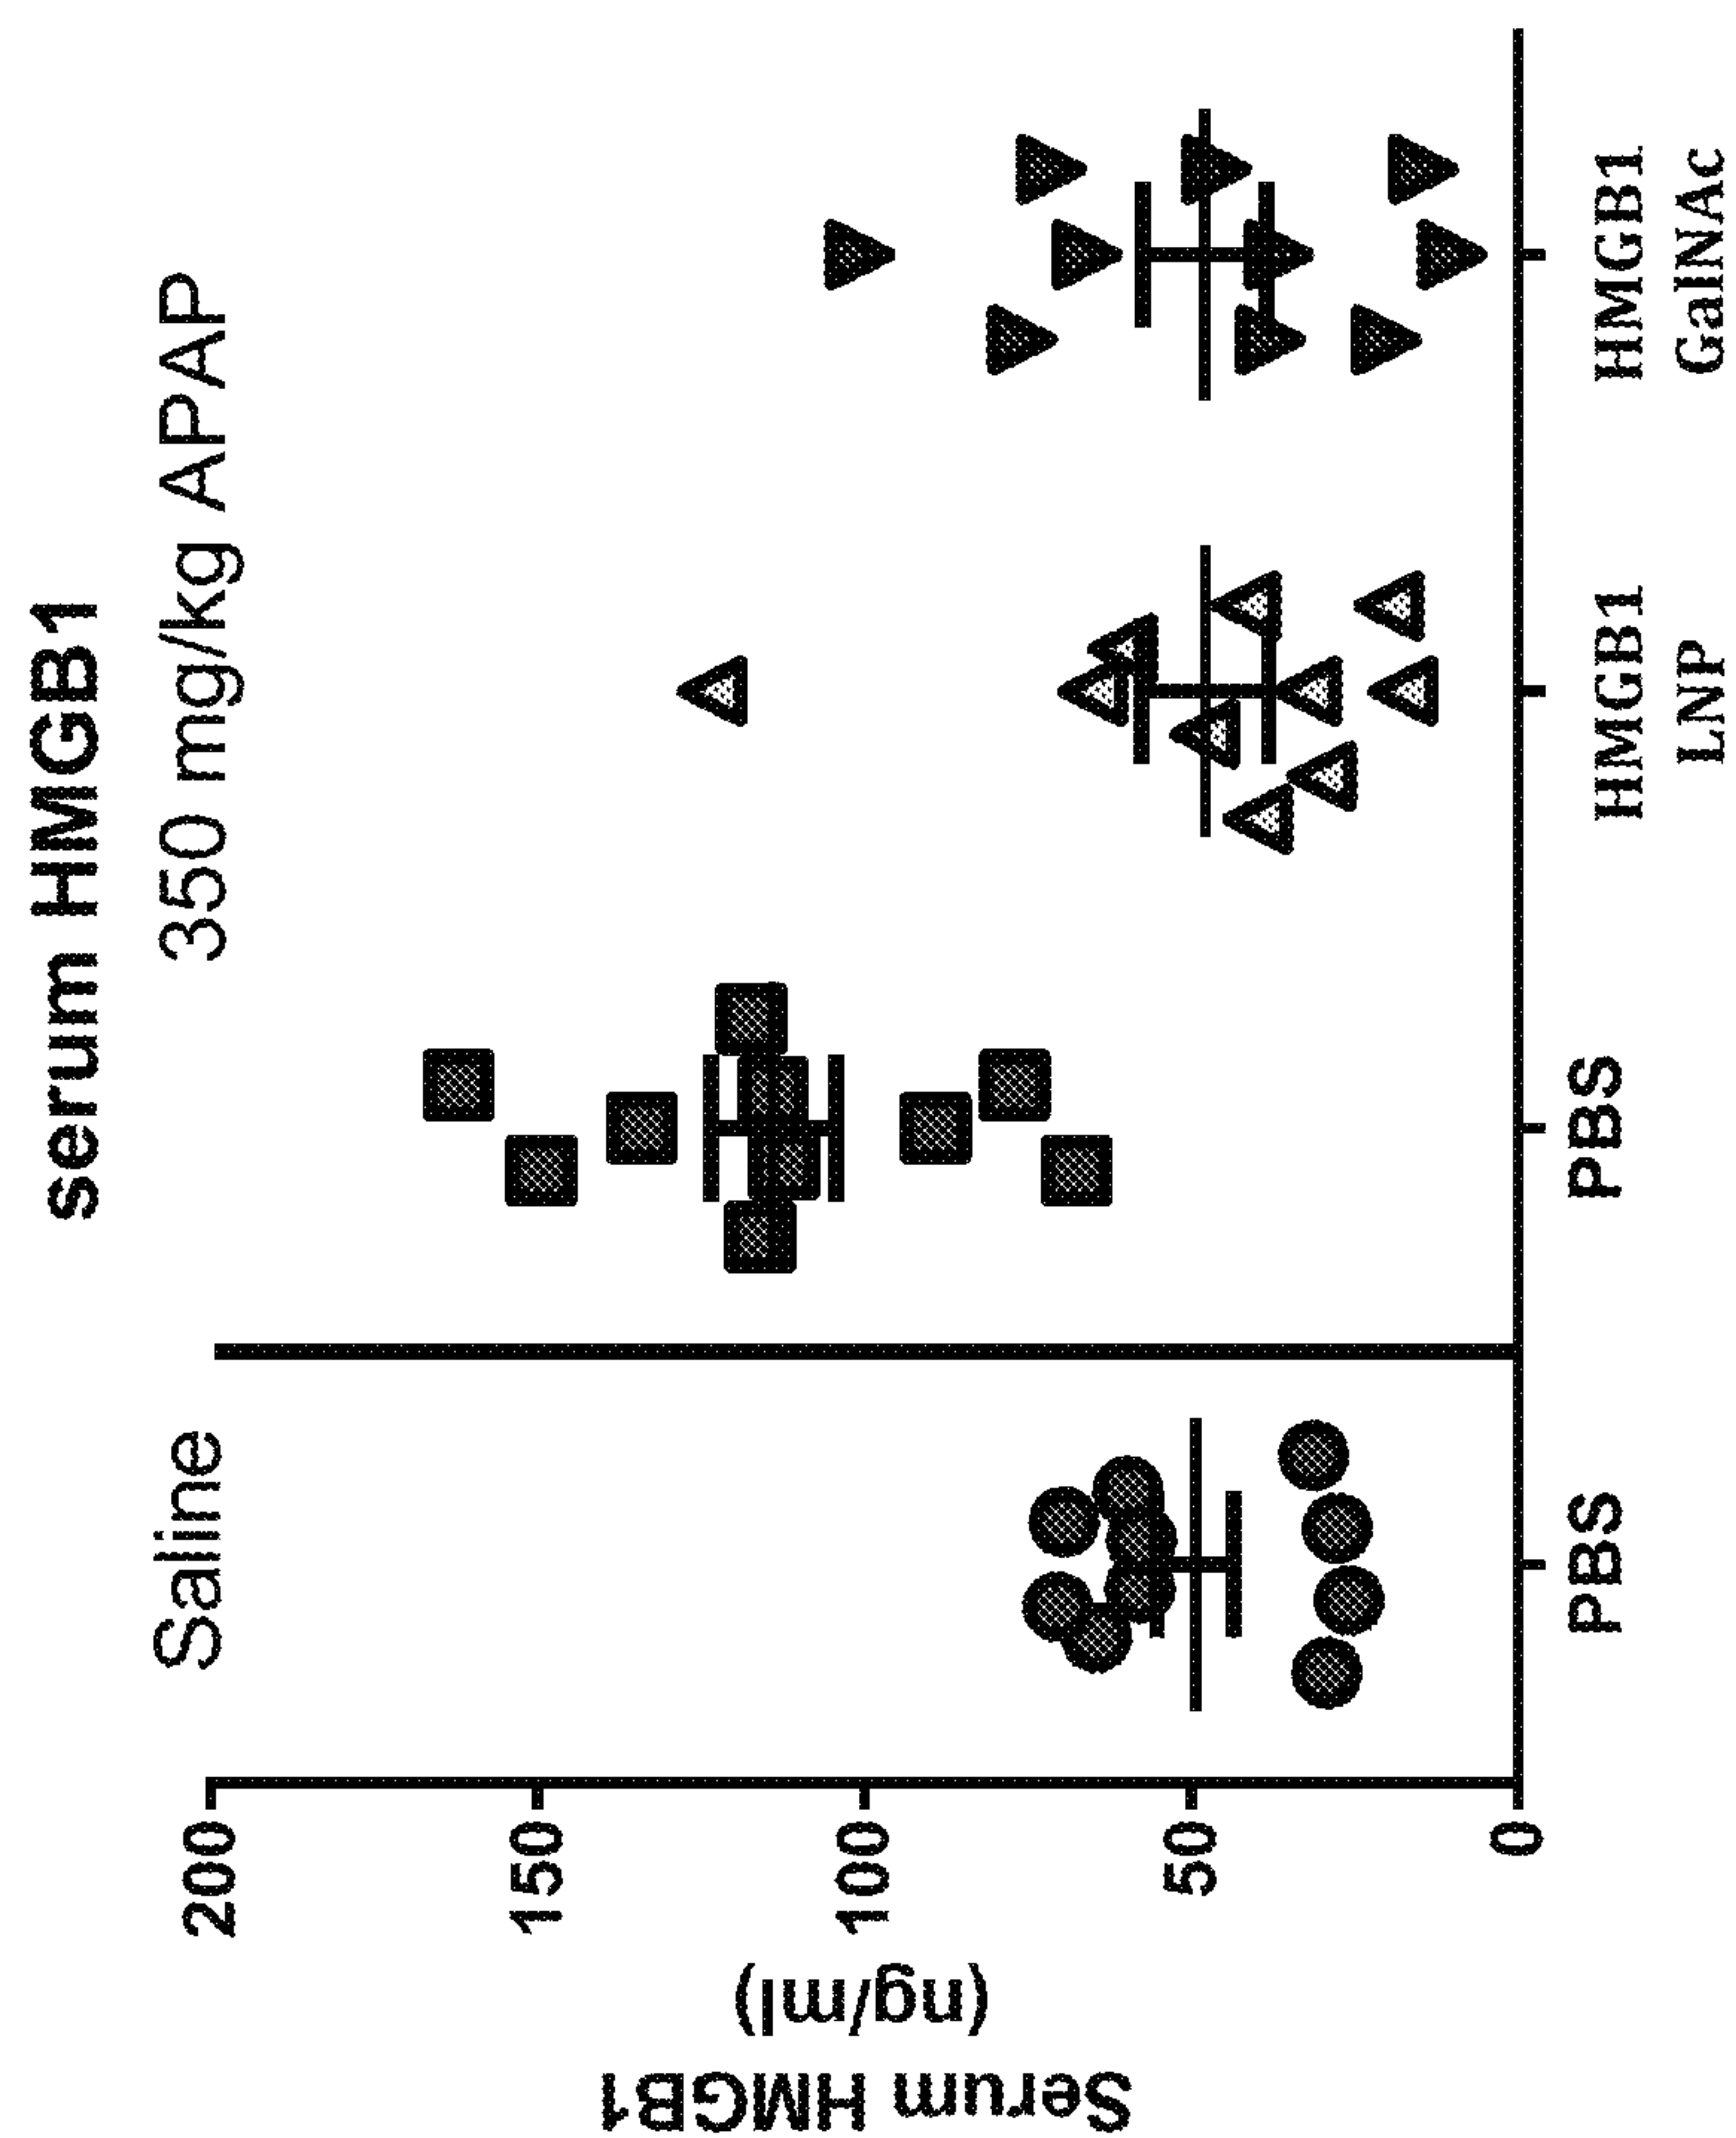 serum HMGB1
Saline
350 mg/kg APAP
Serum HMGB1
(ng/ml)
200
150
100
50
0
PBS
PBS
HMGB1
LNP
HMGB1
GalNAc